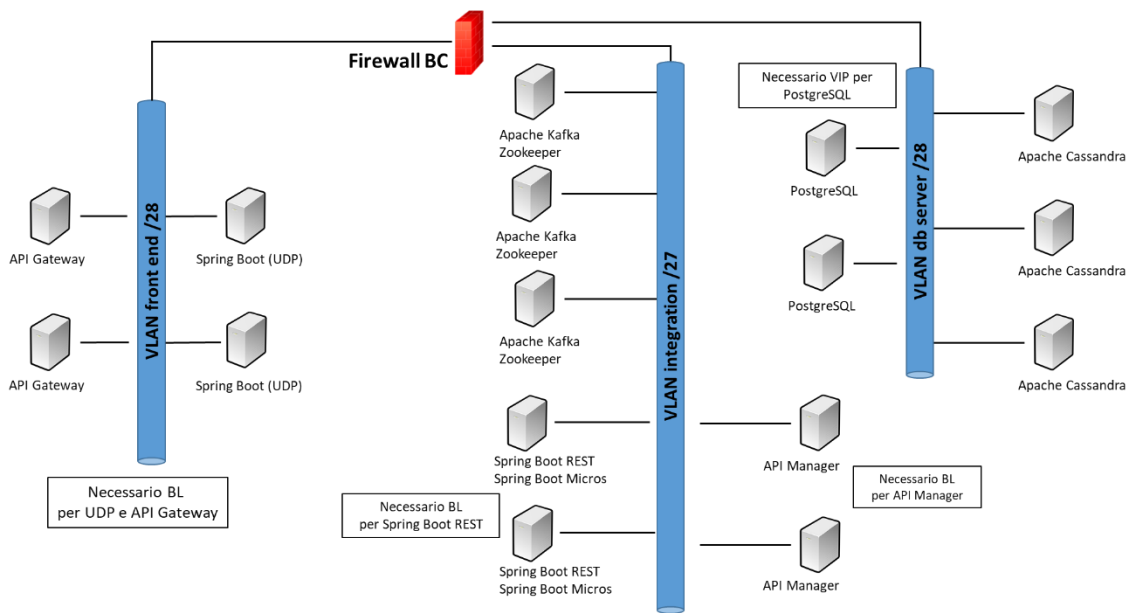 Firewall BC
VLAN front end /28
API Gateway
Spring Boot (UDP)
API Gateway
Spring Boot (UDP)
Necessario BL
per UDP e API Gateway
Apache Kafka
Zookeeper
Apache Kafka
Zookeeper
Apache Kafka
Zookeeper
VLAN integration /27
Spring Boot REST
Spring Boot Micros
API Manager
Necessario BL
per Spring Boot REST
Necessario BL
per API Manager
Spring Boot REST
Spring Boot Micros
API Manager
Necessario VIP per
PostgreSQL
VLAN db server /28
PostgreSQL
PostgreSQL
Apache Cassandra
Apache Cassandra
Apache Cassandra